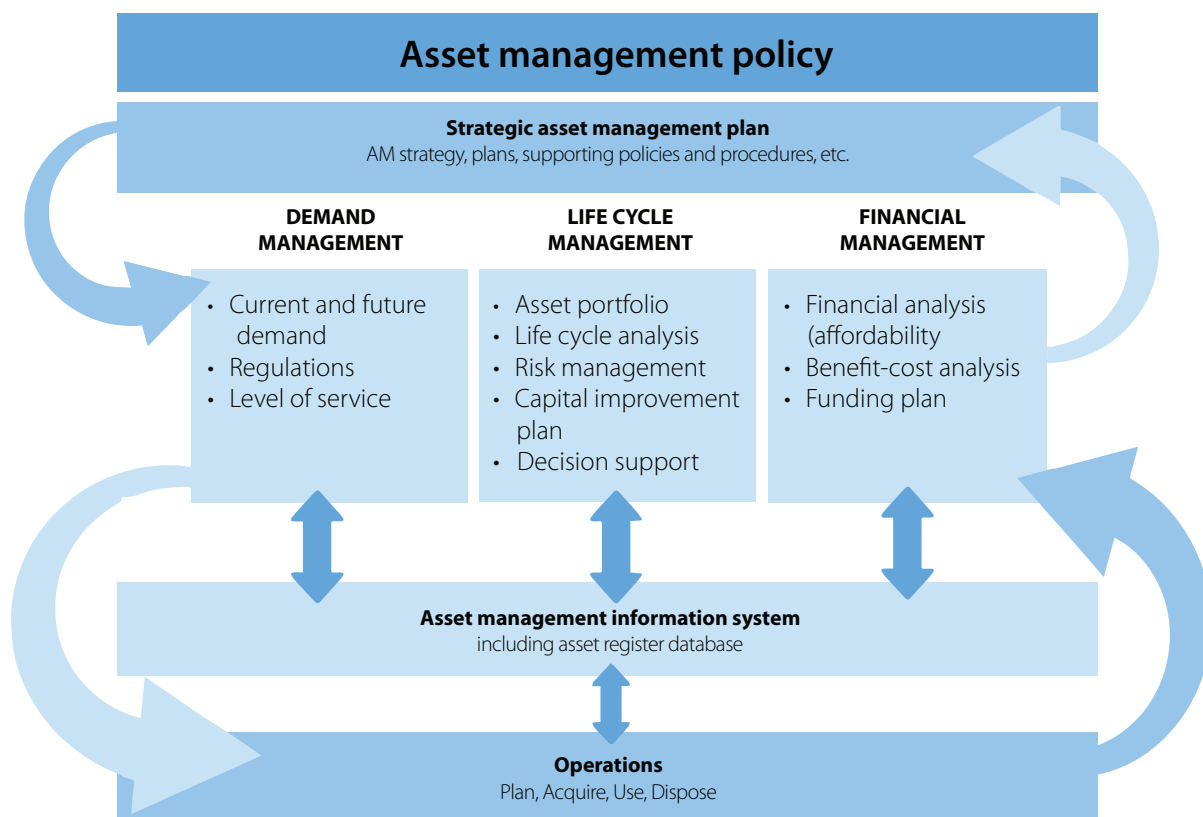 Asset management policy
Strategic asset management plan
AM strategy, plans, supporting policies and procedures, etc.
DEMAND
MANAGEMENT
• Current and future
demand
• Regulations
• Level of service
LIFE CYCLE
MANAGEMENT
• Asset portfolio
• Life cycle analysis
• Risk management
• Capital improvement
plan
• Decision support
FINANCIAL
MANAGEMENT
• Financial analysis
(affordability
• Benefit-cost analysis
• Funding plan
Asset management information system
including asset register database
Operations
Plan, Acquire, Use, Dispose